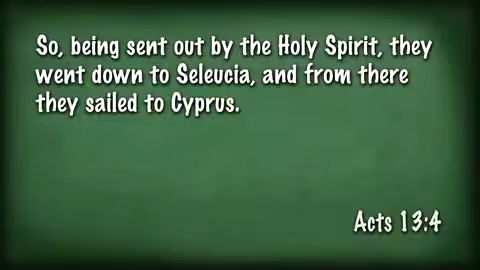 So, being sent out by the Holy Spirit, they
went down to Seleucia, and from there
they sailed to Cyprus.
Acts 13:4